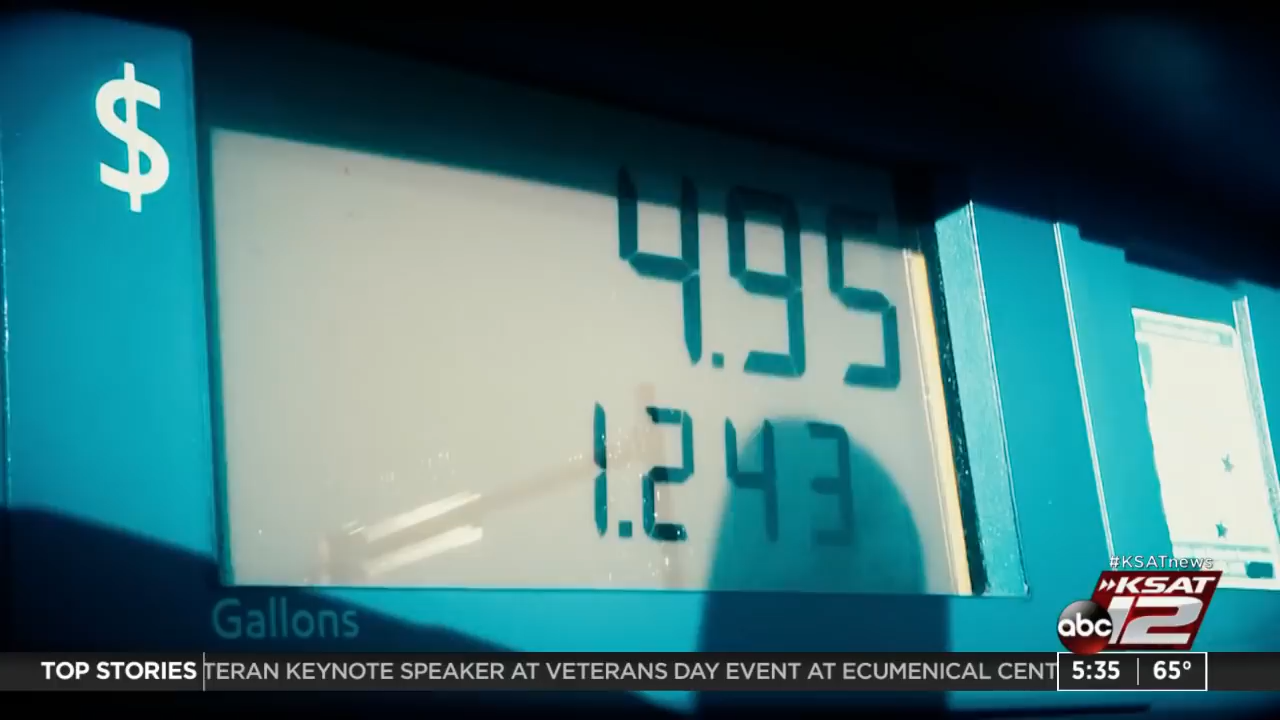 $
4.95
1.243
Gallons
#KSATnews
KSAT
abc 12
TOP STORIES TERAN KEYNOTE SPEAKER AT VETERANS DAY EVENT AT ECUMENICAL CENT 5:35 65°